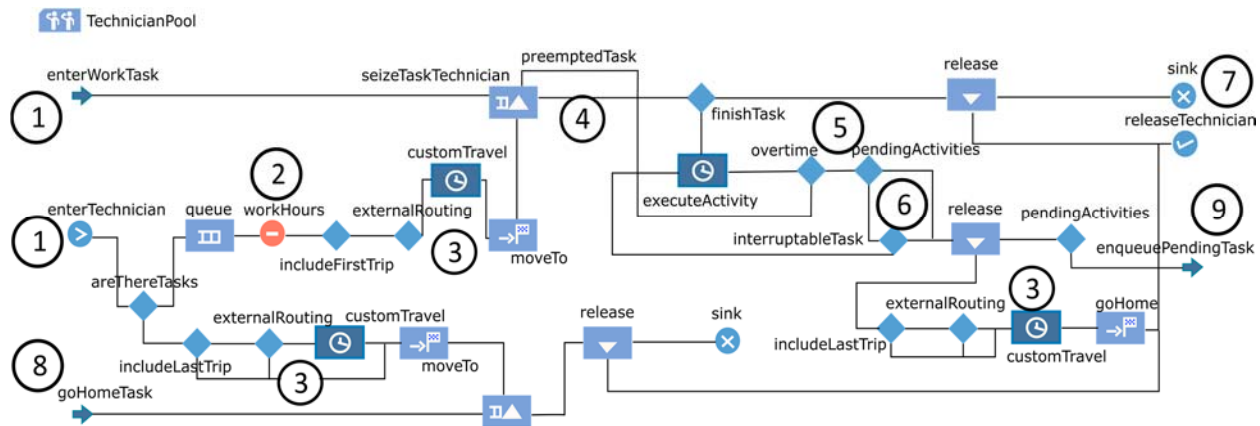 TechnicianPool
enterWorkTask
1
seizeTaskTechnician
preemptedTask
4
finishTask
release
sink
7
releaseTechnician
1
enterTechnician
queue
2
workHours
externalRouting
customTravel
3
includeFirstTrip
moveTo
executeActivity
overtime
5
pendingActivities
6
interruptableTask
release
pendingActivities
9
enqueuePendingTask
areThereTasks
externalRouting
customTravel
includeLastTrip
3
moveTo
release
sink
externalRouting
3
goHome
includeLastTrip
customTravel
8
goHomeTask